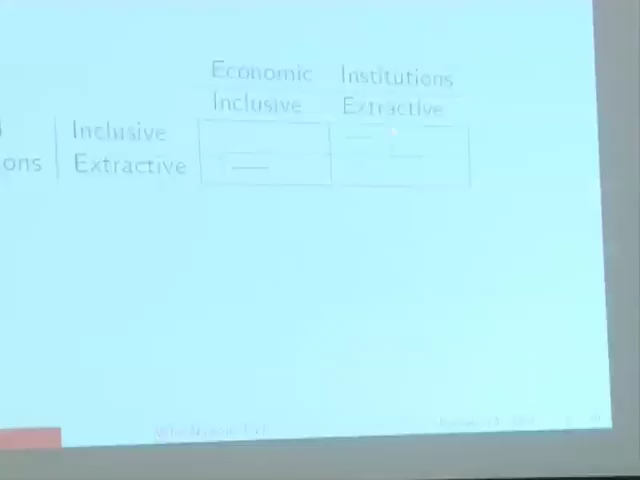 Economic Institutions
Inclusive Extractive
Inclusive
ons Extractive